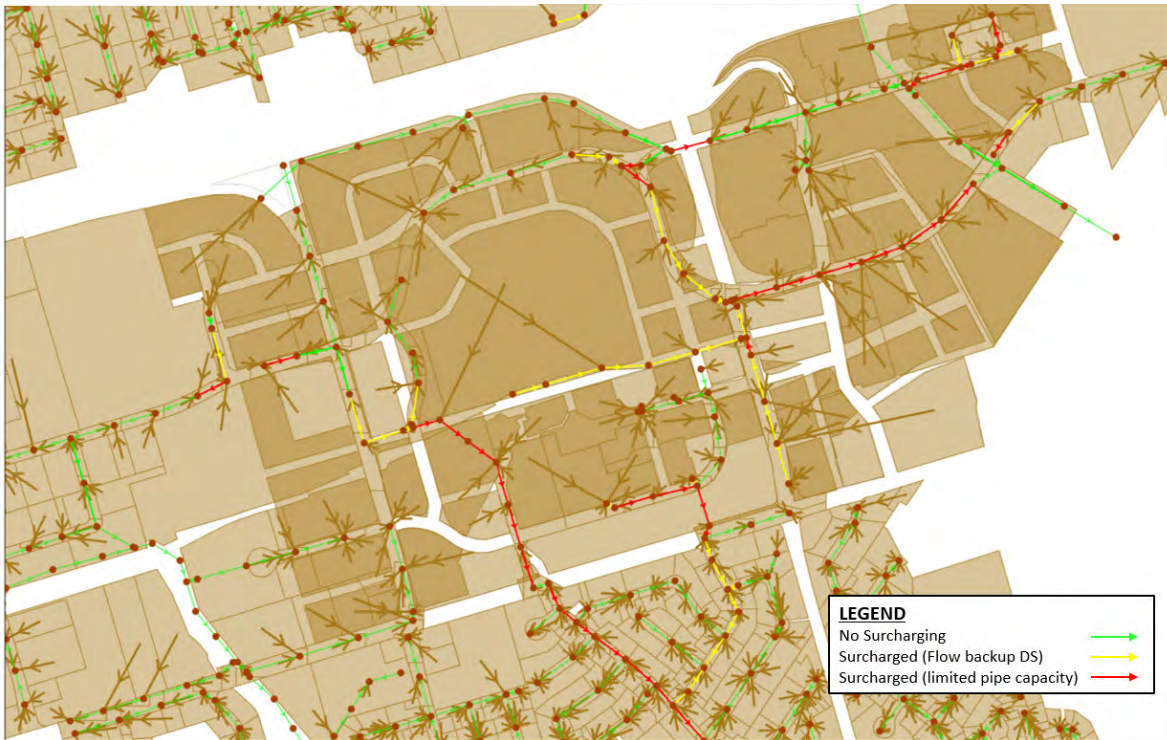 LEGEND
No Surcharging
Surcharged (Flow backup DS)
Surcharged (limited pipe capacity)